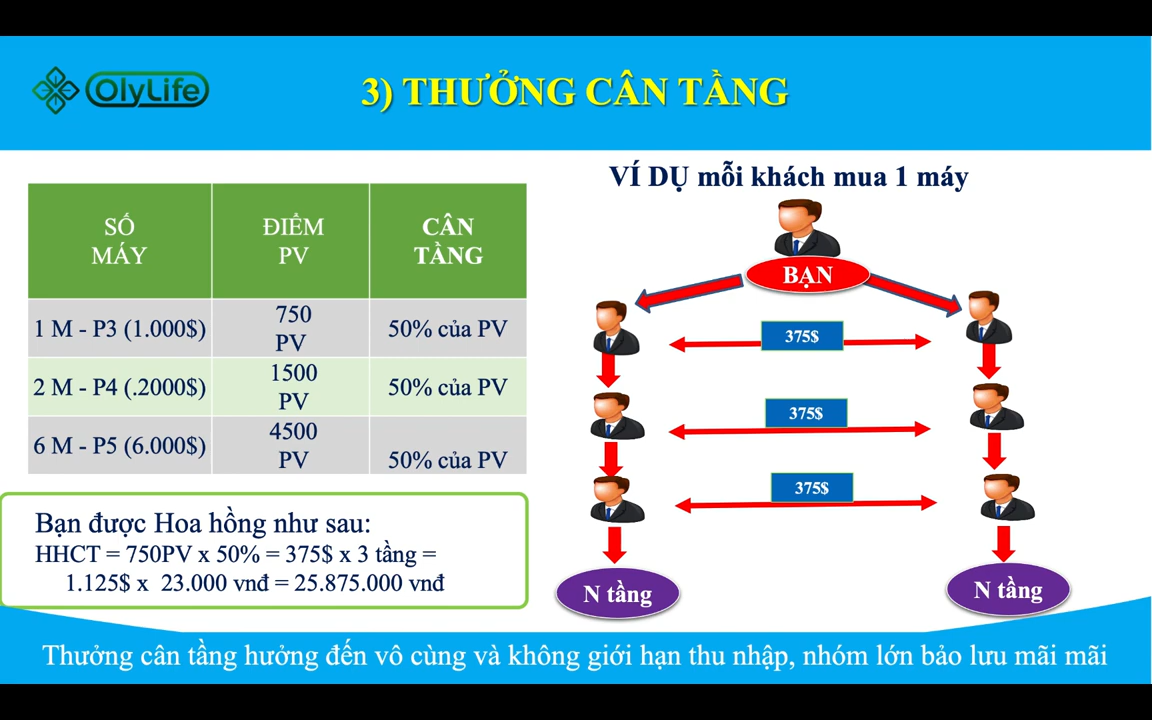 OlyLife
3) THƯỞNG CÂN TẦNG
SỐ
MÁY
ĐIỂM
PV
CÂN
TẦNG
1 M - P3 (1.000$)
750
PV
50% của PV
2 M - P4 (.2000$)
1500
PV
50% của PV
6 M - P5 (6.000$)
4500
PV
50% của PV
Bạn được Hoa hồng như sau:
HHCT = 750PV x 50% = 375$ x 3 tầng =
1.125$ x 23.000 vnđ = 25.875.000 vnđ
VÍ DỤ mỗi khách mua 1 máy
BẠN
375$
375$
375$
N tầng
N tầng
Thưởng cân tầng hưởng đến vô cùng và không giới hạn thu nhập, nhóm lớn bảo lưu mãi mãi